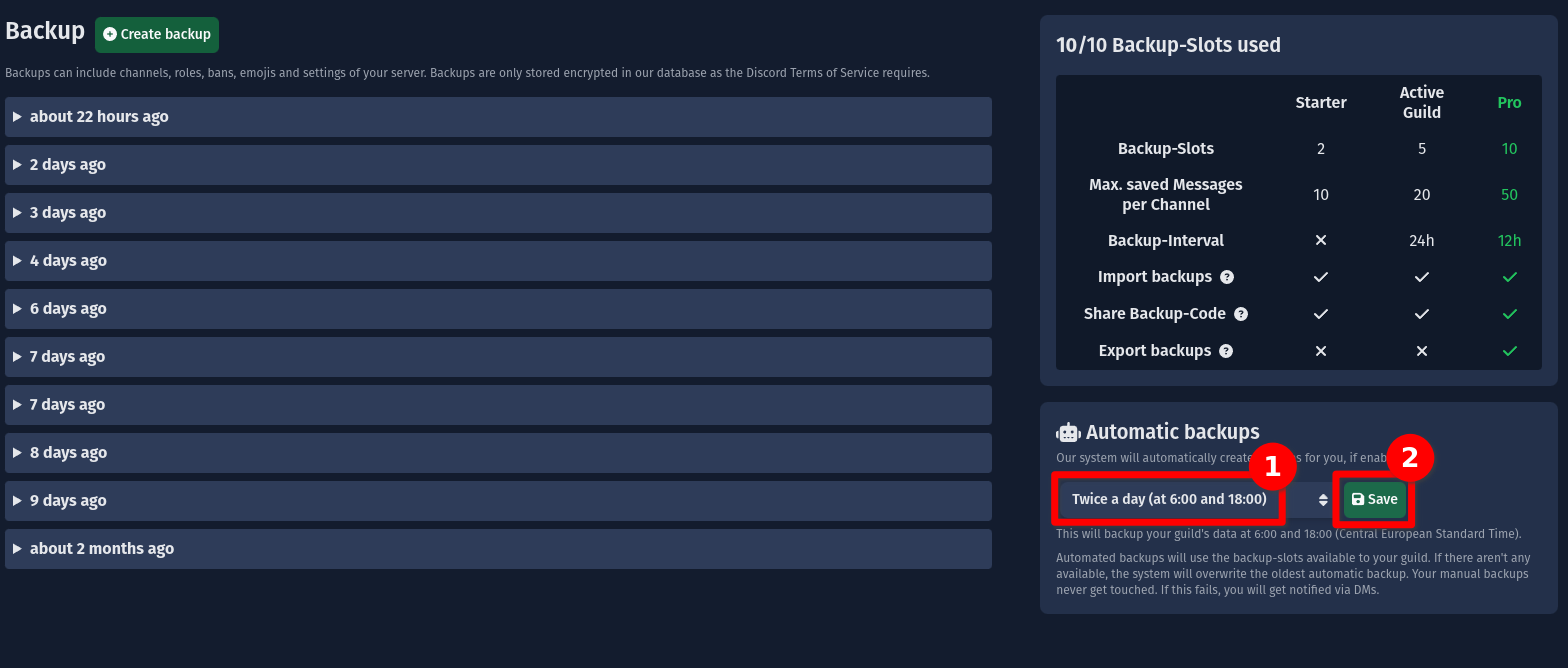 Backup
Create backup
Backups can include channels, roles, bans, emojis and settings of your server. Backups are only stored encrypted in our database as the Discord Terms of Service requires.
about 22 hours ago
2 days ago
3 days ago
4 days ago
6 days ago
7 days ago
7 days ago
8 days ago
9 days ago
about 2 months ago
10/10 Backup-Slots used
Starter Active Guild Pro
Backup-Slots 2 5 10
Max. saved Messages
per Channel 10 20 50
Backup-Interval ✕ 24h 12h
Import backups ? ✓ ✓ ✓
Share Backup-Code ? ✓ ✓ ✓
Export backups ? ✕ ✕ ✓
Automatic backups
Our system will automatically create for you, if
1
2
Twice a day (at 6:00 and 18:00)
Save
This will backup your guild's data at 6:00 and 18:00 (Central European Standard Time).
Automated backups will use the backup-slots available to your guild. If there aren't any
available, the system will overwrite the oldest automatic backup. Your manual backups
never get touched. If this fails, you will get notified via DMs.